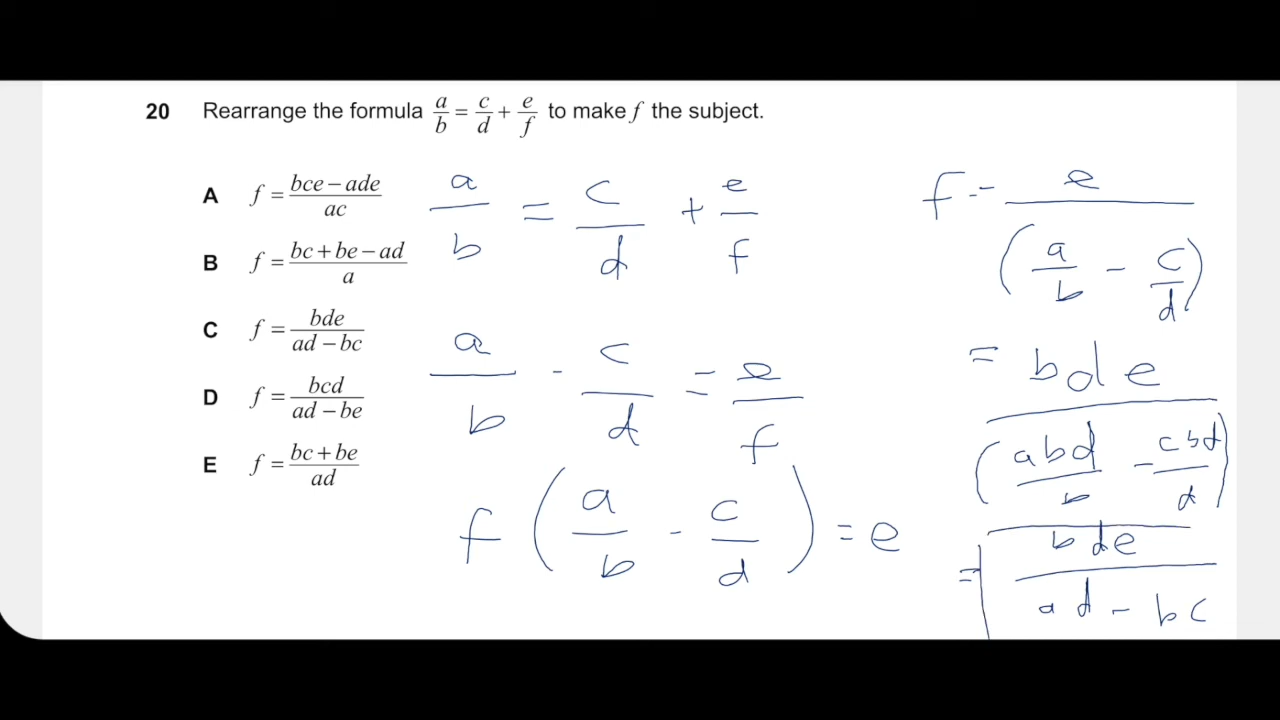 20 Rearrange the formula a/b = c/d + e/f to make f the subject.
A f = (bce − ade)/ac
B f = (bc + be − ad)/a
C f = bde/(ad − bc)
D f = bcd/(ad − be)
E f = (bc + be)/ad
a/b = c/d + e/f
a/b - c/d = e/f
f (a/b - c/d) = e
f = e/(a/b - c/d)
= bde/(abd/b - cbd/d)
= bde/(ad - bc)